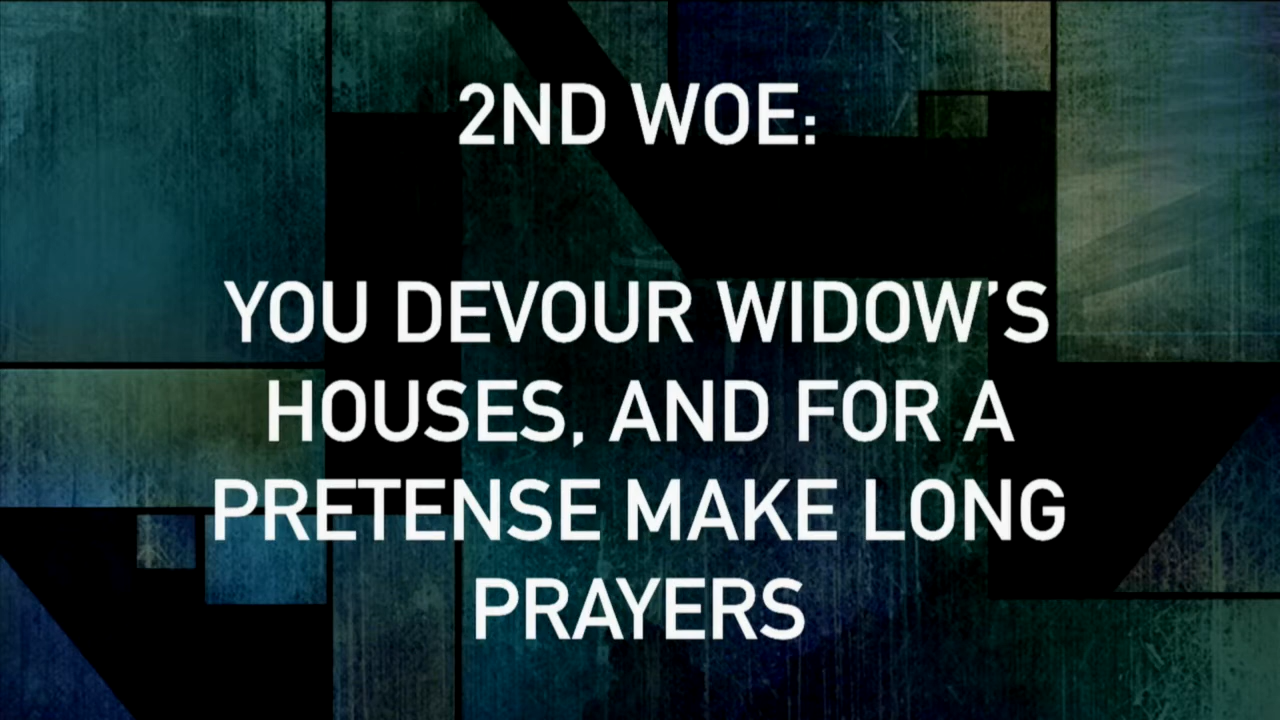 2ND WOE:
YOU DEVOUR WIDOW'S
HOUSES, AND FOR A
PRETENSE MAKE LONG
PRAYERS